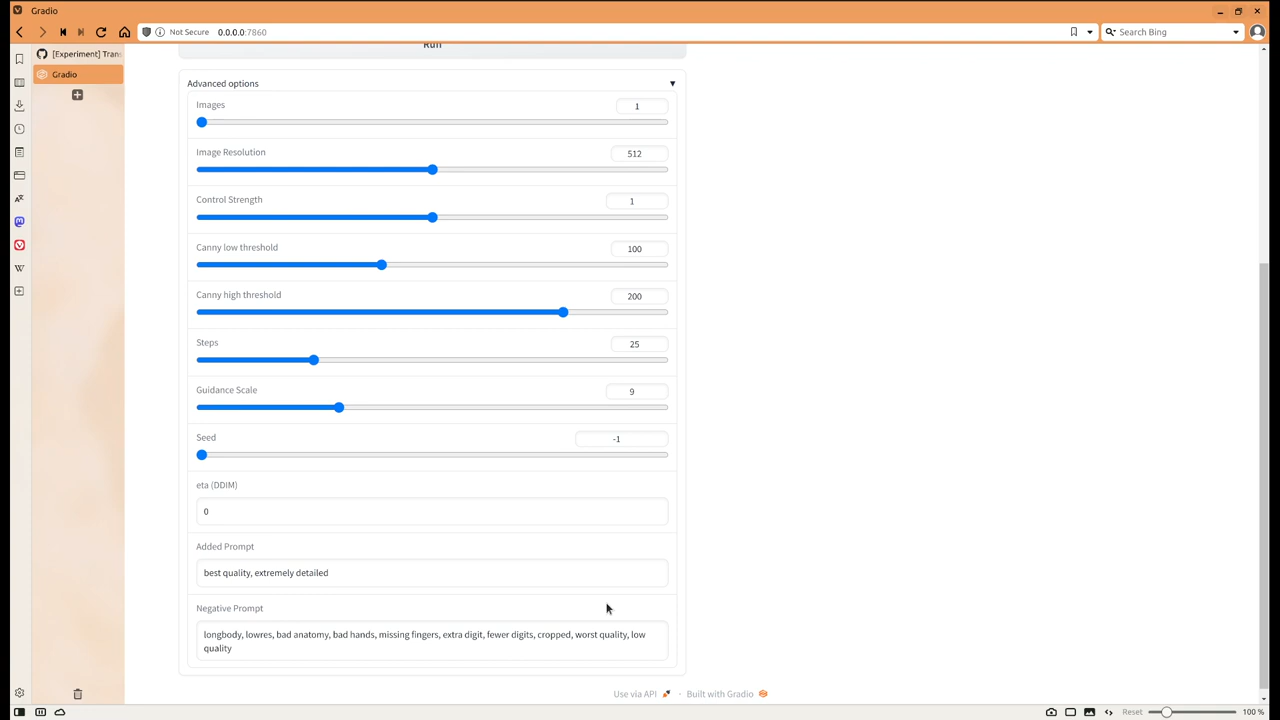 Gradio
Not Secure 0.0.0.0:7860
Search Bing
[Experiment] Trans
Gradio
Run
Advanced options
Images
1
Image Resolution
512
Control Strength
1
Canny low threshold
100
Canny high threshold
200
Steps
25
Guidance Scale
9
Seed
-1
eta (DDIM)
0
Added Prompt
best quality, extremely detailed
Negative Prompt
longbody, lowres, bad anatomy, bad hands, missing fingers, extra digit, fewer digits, cropped, worst quality, low
quality
Use via API · Built with Gradio
Reset 100 %